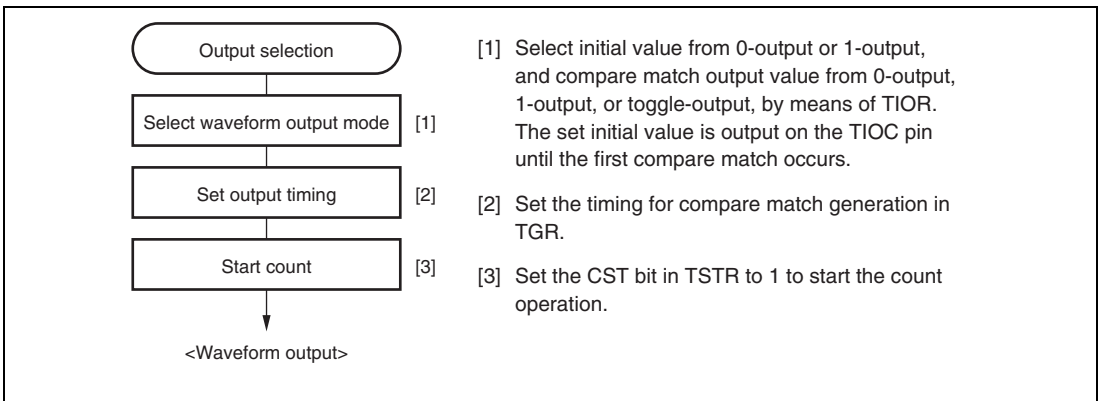 Output selection
Select waveform output mode [1]
Set output timing [2]
Start count [3]
<Waveform output>
[1] Select initial value from 0-output or 1-output,
and compare match output value from 0-output,
1-output, or toggle-output, by means of TIOR.
The set initial value is output on the TIOC pin
until the first compare match occurs.
[2] Set the timing for compare match generation in
TGR.
[3] Set the CST bit in TSTR to 1 to start the count
operation.